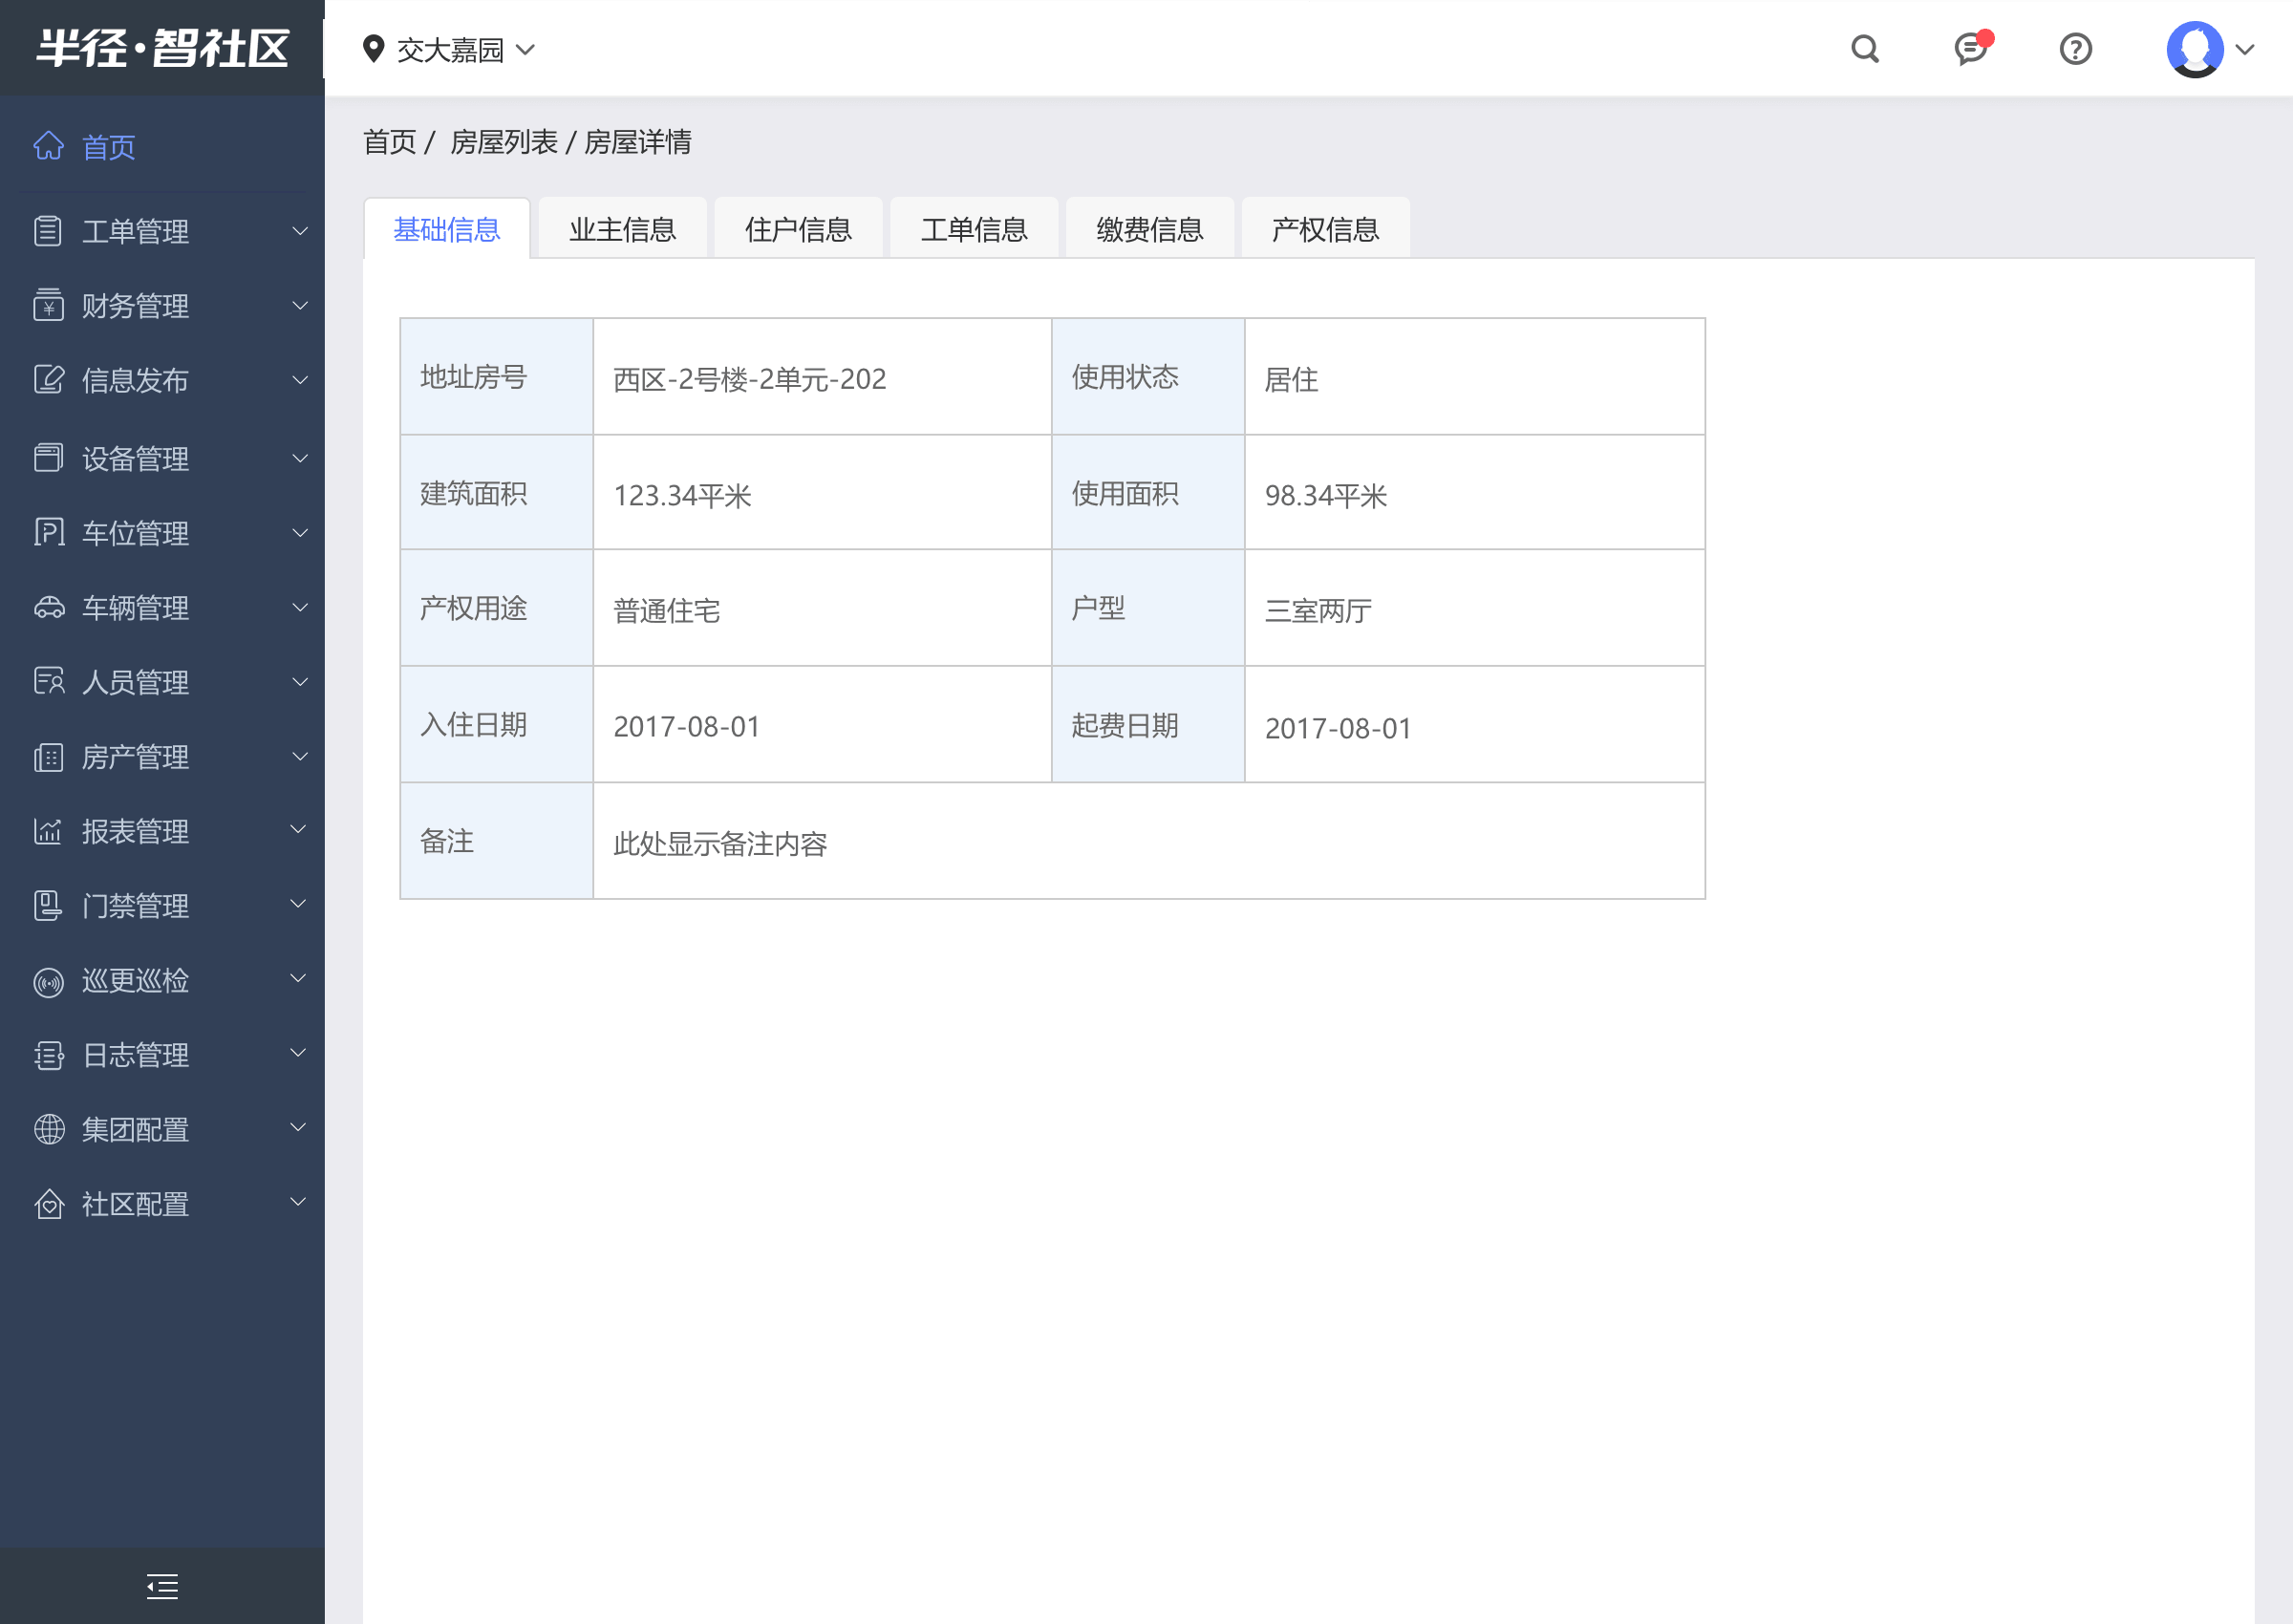 半径·智社区
交大嘉园
首页
工单管理
财务管理
信息发布
设备管理
车位管理
车辆管理
人员管理
房产管理
报表管理
门禁管理
巡更巡检
日志管理
集团配置
社区配置
首页 / 房屋列表 / 房屋详情
基础信息 业主信息 住户信息 工单信息 缴费信息 产权信息
地址房号 西区-2号楼-2单元-202 使用状态 居住
建筑面积 123.34平米 使用面积 98.34平米
产权用途 普通住宅 户型 三室两厅
入住日期 2017-08-01 起费日期 2017-08-01
备注 此处显示备注内容